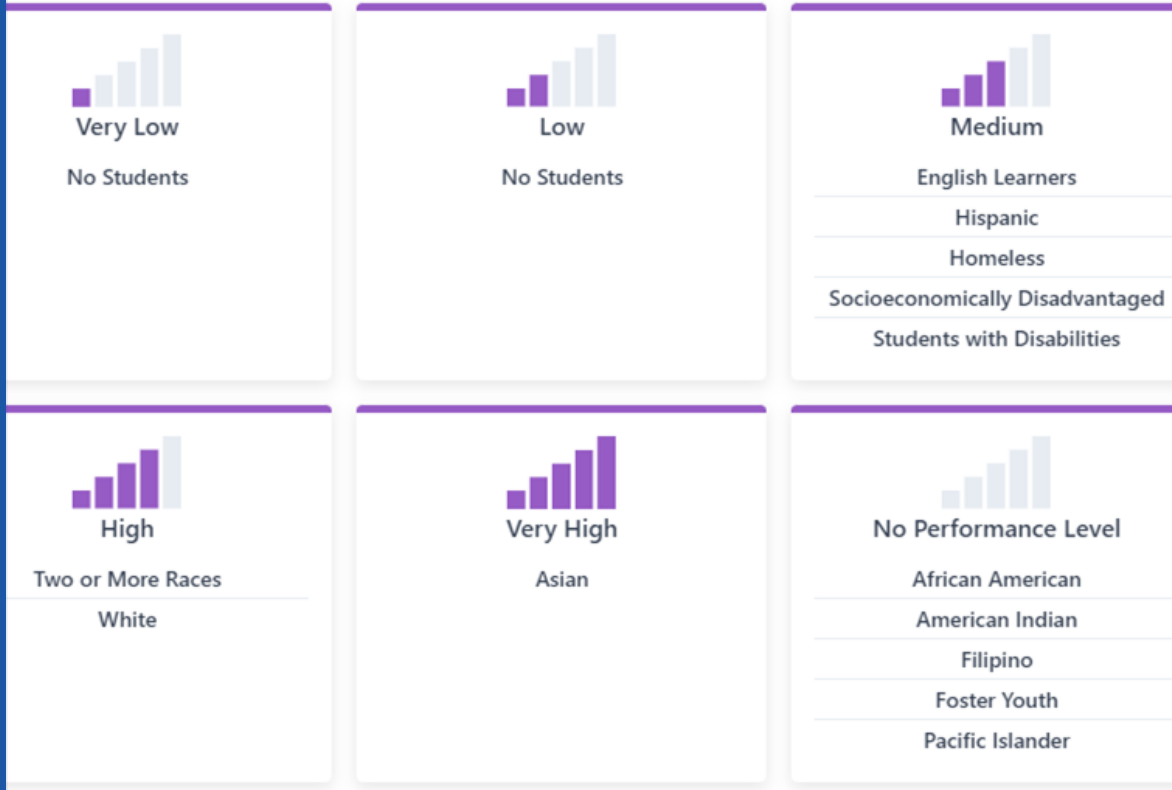 Very Low
No Students
Low
No Students
Medium
English Learners
Hispanic
Homeless
Socioeconomically Disadvantaged
Students with Disabilities
High
Two or More Races
White
Very High
Asian
No Performance Level
African American
American Indian
Filipino
Foster Youth
Pacific Islander